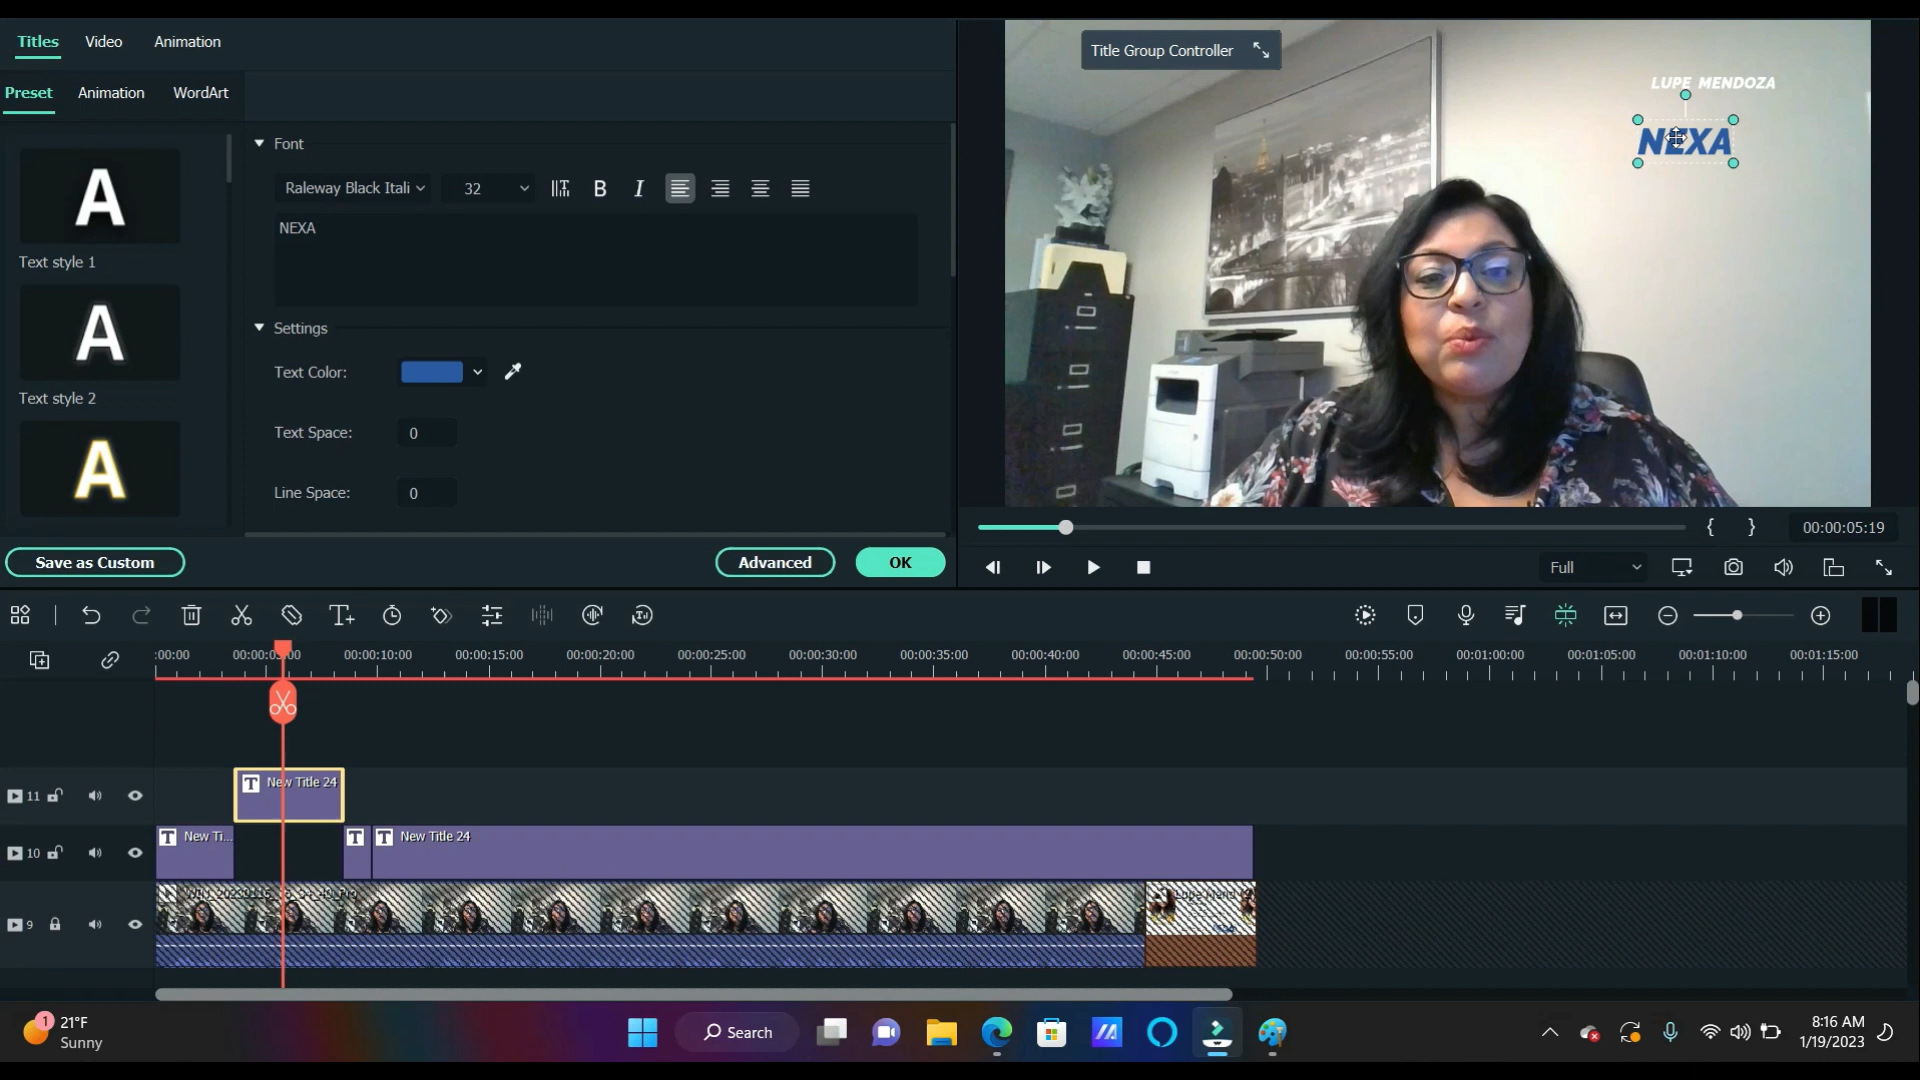 Titles Video Animation
Title Group Controller
Preset Animation WordArt
LUPE MENDOZA
NEXA
A
Text style 1
A
Text style 2
A
Font
Raleway Black Itali 32 B I
NEXA
Settings
Text Color:
Text Space: 0
Line Space: 0
Save as Custom Advanced OK
{ } 00:00:05:19
Full
:00:00 00:00:10:00 00:00:15:00 00:00:20:00 00:00:25:00 00:00:30:00 00:00:35:00 00:00:40:00 00:00:45:00 00:00:50:00 00:00:55:00 00:01:00:00 00:01:05:00 00:01:10:00 00:01:15:00
11 T New Title 24
10 T New Ti... T T New Title 24
9
1 21°F
Sunny
Search
8:16 AM
1/19/2023